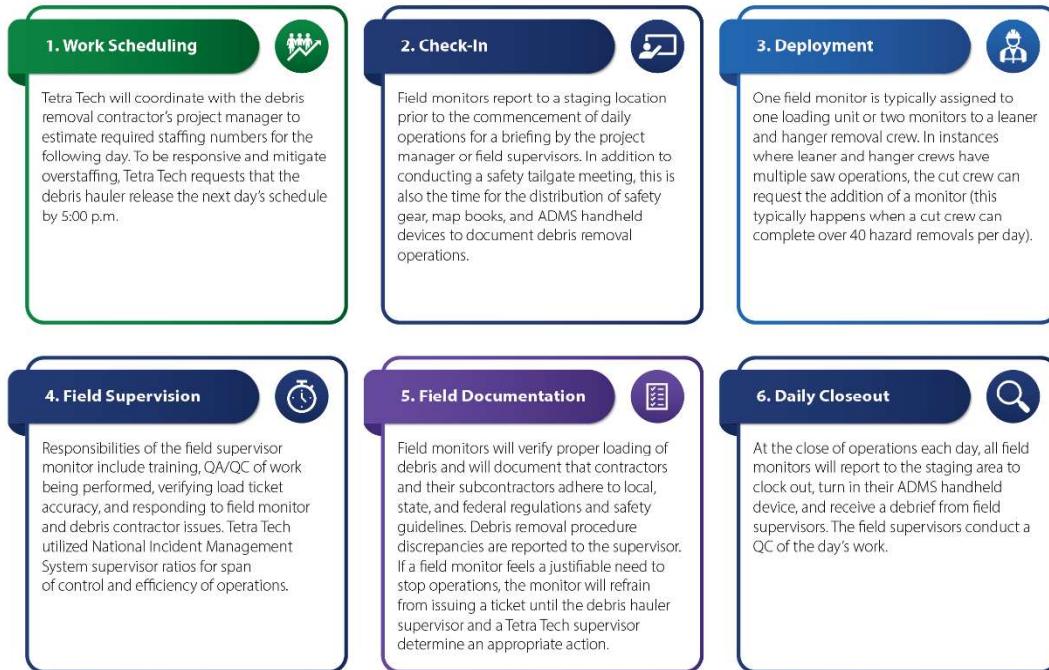 1. Work Scheduling
Tetra Tech will coordinate with the debris
removal contractor's project manager to
estimate required staffing numbers for the
following day. To be responsive and mitigate
overstaffing, Tetra Tech requests that the
debris hauler release the next day's schedule
by 5:00 p.m.
2. Check-In
Field monitors report to a staging location
prior to the commencement of daily
operations for a briefing by the project
manager or field supervisors. In addition to
conducting a safety tailgate meeting, this is
also the time for the distribution of safety
gear, map books, and ADMS handheld
devices to document debris removal
operations.
3. Deployment
One field monitor is typically assigned to
one loading unit or two monitors to a leaner
and hanger removal crew. In instances
where leaner and hanger crews have
multiple saw operations, the cut crew can
request the addition of a monitor (this
typically happens when a cut crew can
complete over 40 hazard removals per day).
4. Field Supervision
Responsibilities of the field supervisor
monitor include training, QA/QC of work
being performed, verifying load ticket
accuracy, and responding to field monitor
and debris contractor issues. Tetra Tech
utilized National Incident Management
System supervisor ratios for span
of control and efficiency of operations.
5. Field Documentation
Field monitors will verify proper loading of
debris and will document that contractors
and their subcontractors adhere to local,
state, and federal regulations and safety
guidelines. Debris removal procedure
discrepancies are reported to the supervisor.
If a field monitor feels a justifiable need to
stop operations, the monitor will refrain
from issuing a ticket until the debris hauler
supervisor and a Tetra Tech supervisor
determine an appropriate action.
6. Daily Closeout
At the close of operations each day, all field
monitors will report to the staging area to
clock out, turn in their ADMS handheld
device, and receive a debrief from field
supervisors. The field supervisors conduct a
QC of the day's work.